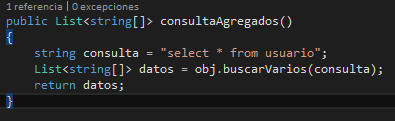 1 referencia | 0 excepciones
public List<string[]> consultaAgregados()
{
string consulta = "select * from usuario";
List<string[]> datos = obj.buscarVarios(consulta);
return datos;
}